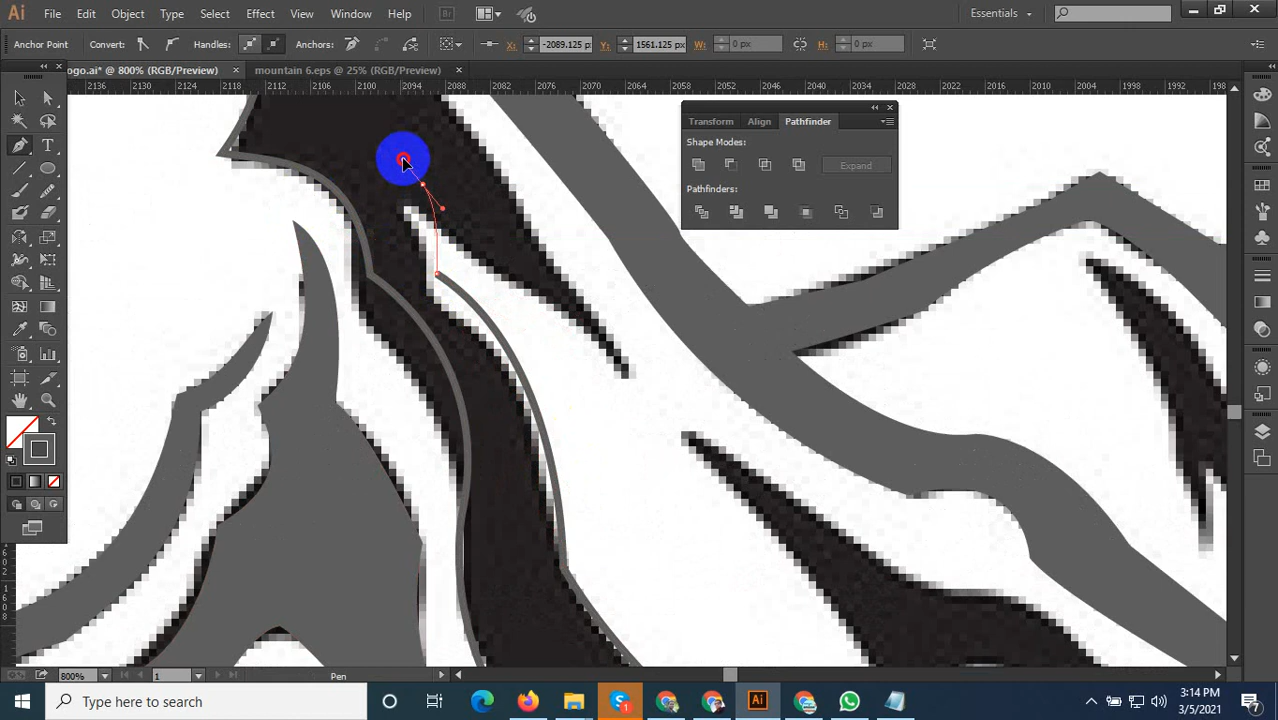 Ai File Edit Object Type Select Effect View Window Help Br Essentials
Anchor Point Convert: Handles: Anchors: X: -2089.125 p Y: 1561.125 px W: 0 px H: 0 px
ogo.ai* @ 800% (RGB/Preview) × mountain 6.eps @ 25% (RGB/Preview) ×
2136 2130 2124 2118 2112 2106 2100 2094 2088 2082 2076 2070 2064 2058 2052 2046 2040 2034 2028 2022 2016 2010 2004 1998 1992 1986 198
Transform Align Pathfinder
Shape Modes:
Expand
Pathfinders:
800% 1 Pen
Type here to search Ai 3:14 PM
3/5/2021